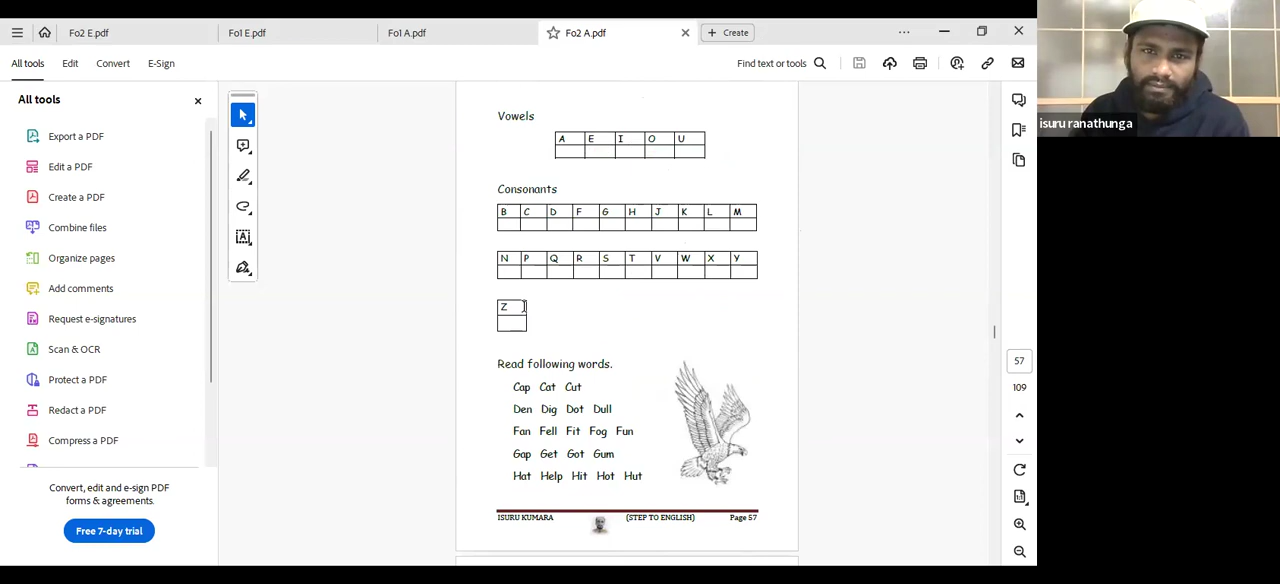 Fo2 E.pdf
Fo1 E.pdf
Fo1 A.pdf
Fo2 A.pdf
Create
All tools
Edit
Convert
E-Sign
Find text or tools
isuru ranathunga
All tools
Export a PDF
Edit a PDF
Create a PDF
Combine files
Organize pages
Add comments
Request e-signatures
Scan & OCR
Protect a PDF
Redact a PDF
Compress a PDF
Convert, edit and e-sign PDF
forms & agreements.
Free 7-day trial
Vowels
A E I O U
Consonants
B C D F G H J K L M
N P Q R S T V W X Y
Z
Read following words.
Cap Cat Cut
Den Dig Dot Dull
Fan Fell Fit Fog Fun
Gap Get Got Gum
Hat Help Hit Hot Hut
ISURU KUMARA (STEP TO ENGLISH) Page 57
57
109